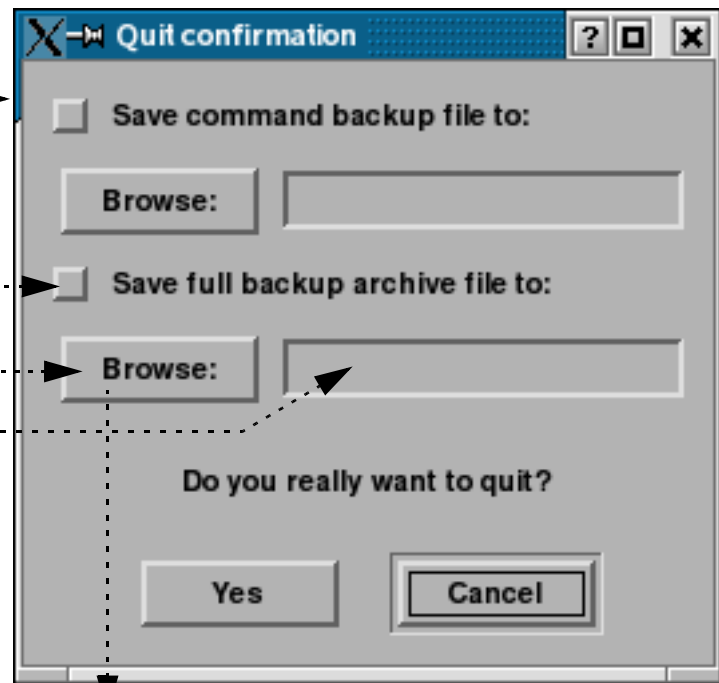 Quit confirmation
Save command backup file to:
Browse:
Save full backup archive file to:
Browse:
Do you really want to quit?
Yes
Cancel